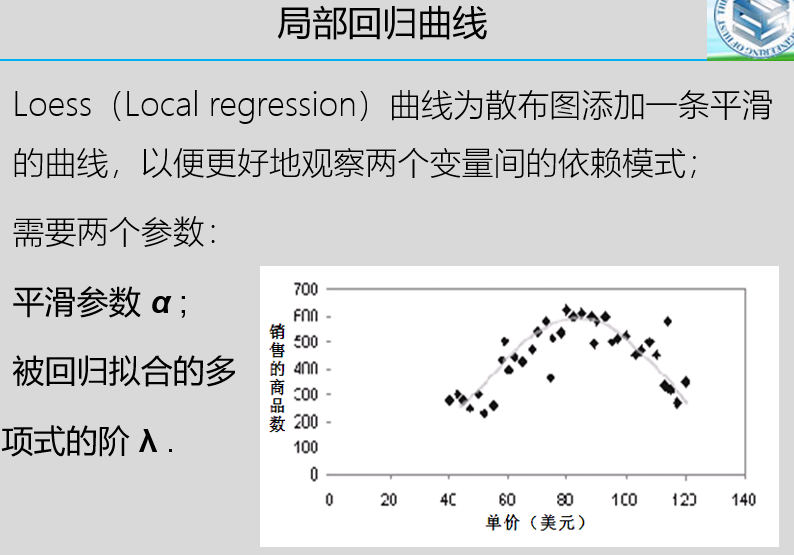 局部回归曲线
Loess（Local regression）曲线为散布图添加一条平滑
的曲线，以便更好地观察两个变量间的依赖模式；
需要两个参数：
平滑参数 α ;
被回归拟合的多
项式的阶 λ .
700
600
500
400
300
200
100
0
销售的商品数
0 20 40 60 80 100 120 140
单价（美元）